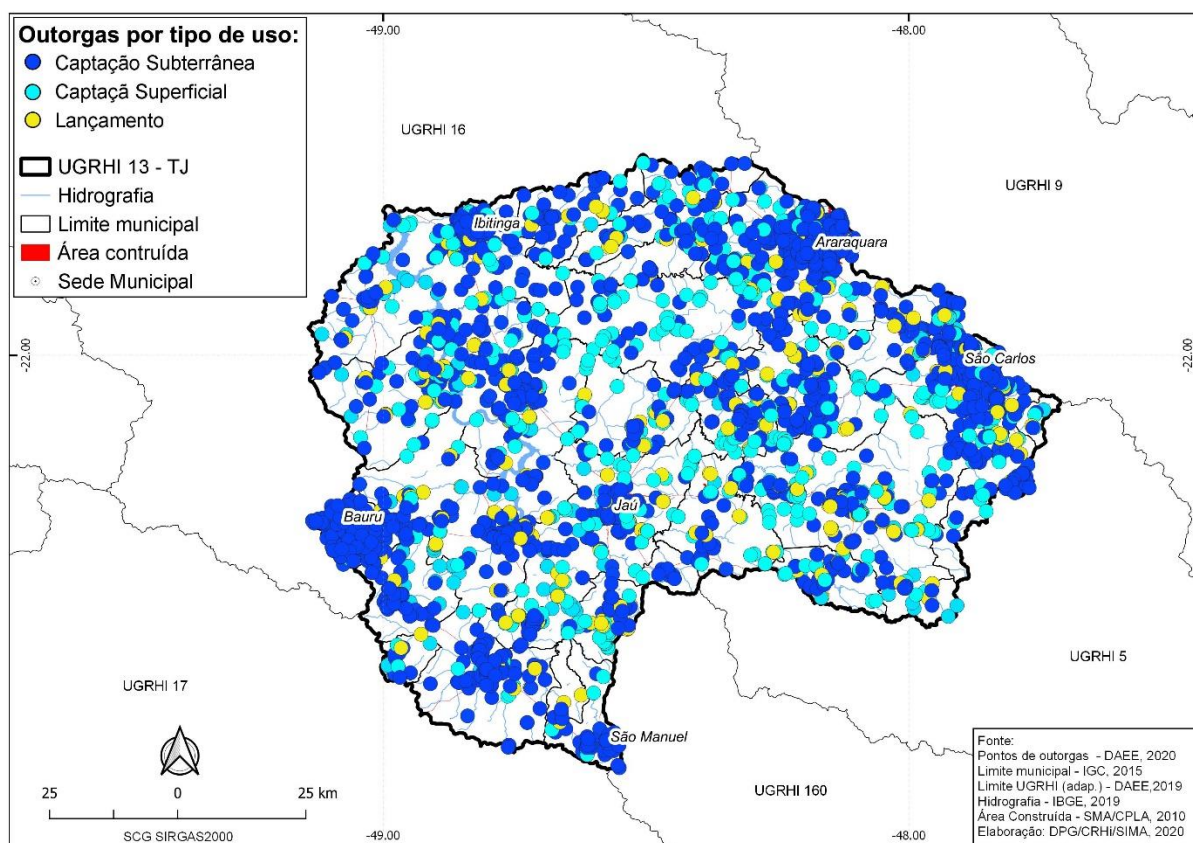 Outorgas por tipo de uso:
Captação Subterrânea
Captaçã Superficial
Lançamento
UGRHI 13 - TJ
Hidrografia
Limite municipal
Área contruída
Sede Municipal
-49.00
-48.00
UGRHI 16
UGRHI 9
Ibitinga
Araraquara
-22.00
São Carlos
-22.00
Jaú
Bauru
UGRHI 5
UGRHI 17
São Manuel
UGRHI 160
25 0 25 km
SCG SIRGAS2000
-49.00
-48.00
Fonte:
Pontos de outorgas - DAEE, 2020
Limite municipal - IGC, 2015
Limite UGRHI (adap.) - DAEE,2019
Hidrografia - IBGE, 2019
Área Construída - SMA/CPLA, 2010
Elaboração: DPG/CRHi/SIMA, 2020